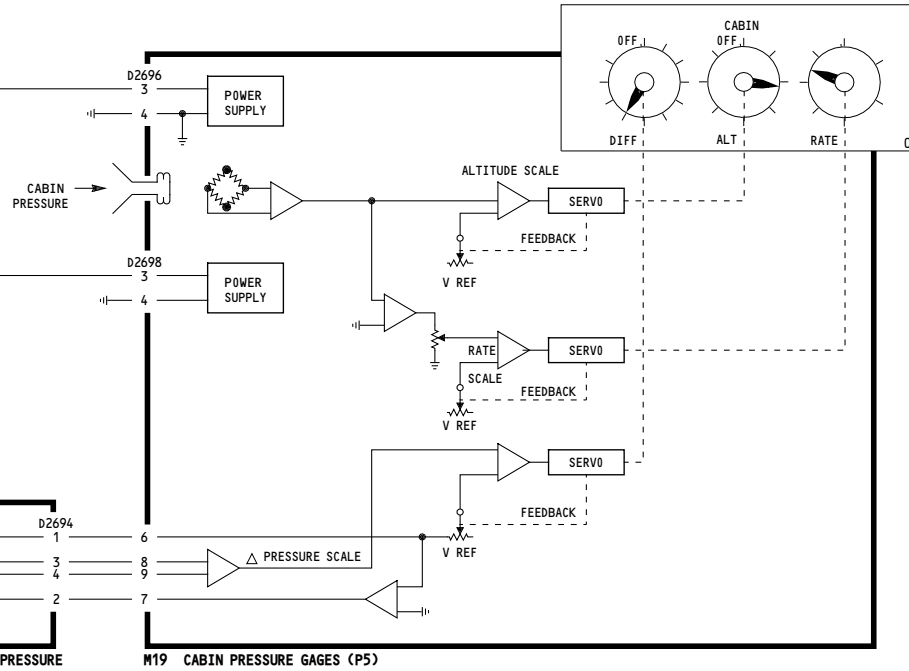 CABIN
OFF
OFF
DIFF
ALT
RATE
D2696
3
4
POWER
SUPPLY
CABIN
PRESSURE
ALTITUDE SCALE
SERVO
FEEDBACK
V REF
D2698
3
4
POWER
SUPPLY
RATE
SCALE
SERVO
FEEDBACK
V REF
SERVO
FEEDBACK
V REF
D2694
1
6
3
8
4
9
△ PRESSURE SCALE
2
7
PRESSURE
M19 CABIN PRESSURE GAGES (P5)